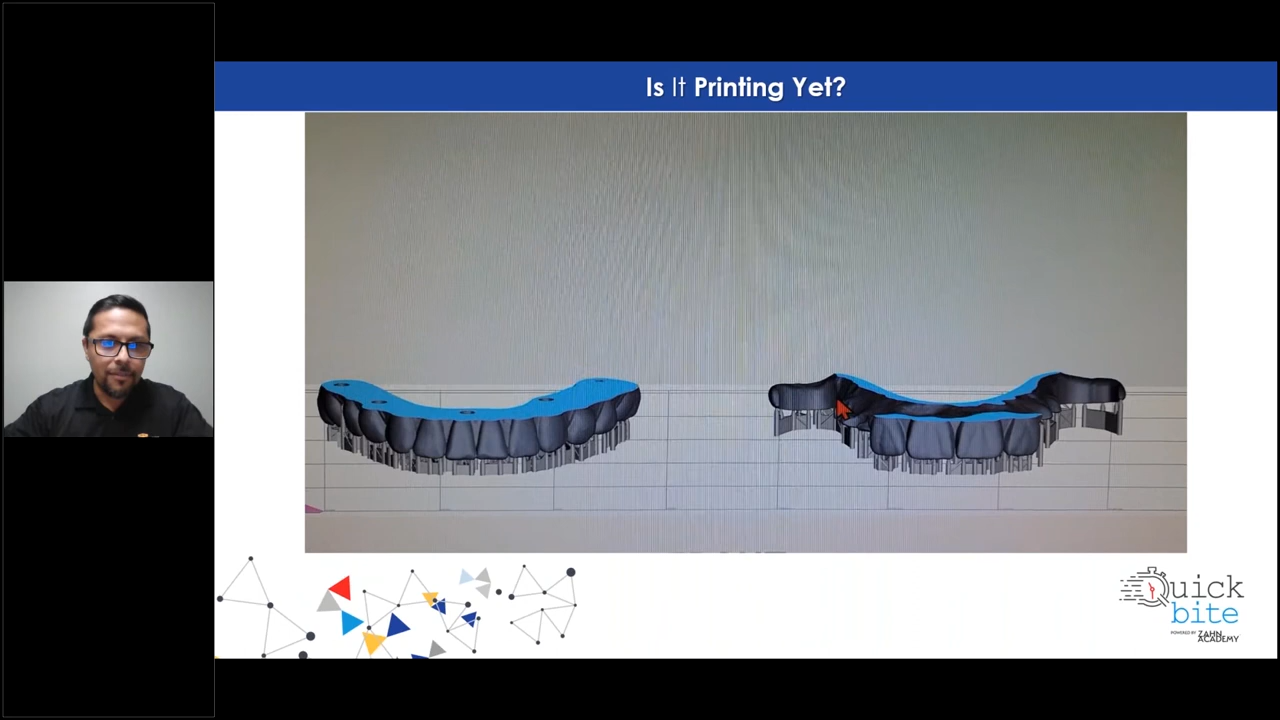 Is It Printing Yet?
Quick
bite
POWERED BY ZAHN
ACADEMY